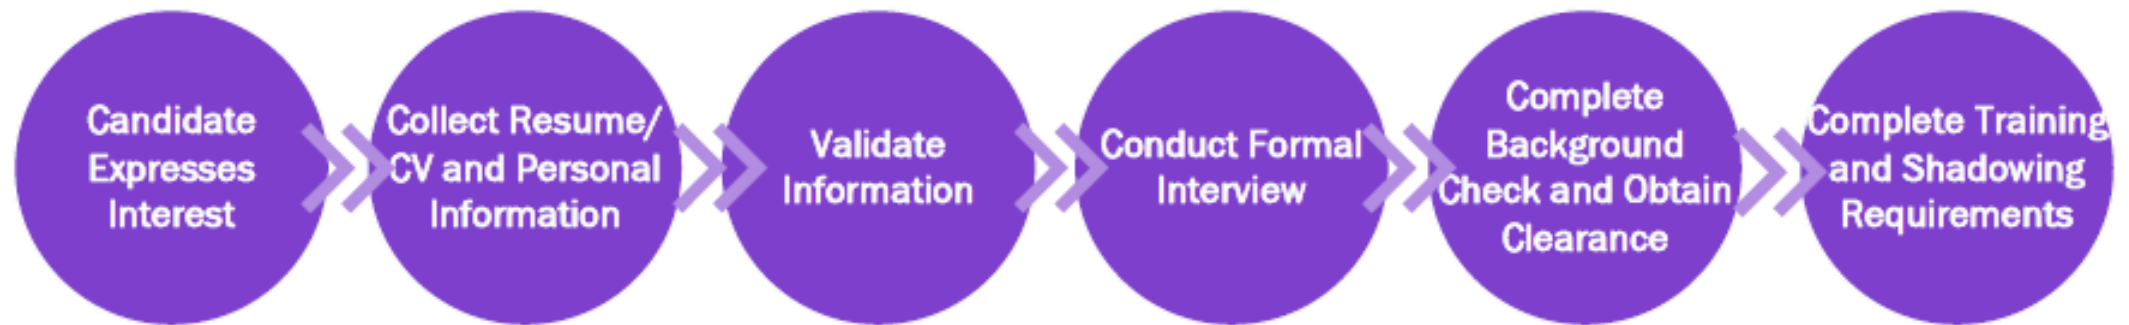 Candidate
Expresses
Interest
Collect Resume/
CV and Personal
Information
Validate
Information
Conduct Formal
Interview
Complete
Background
Check and Obtain
Clearance
Complete Training
and Shadowing
Requirements